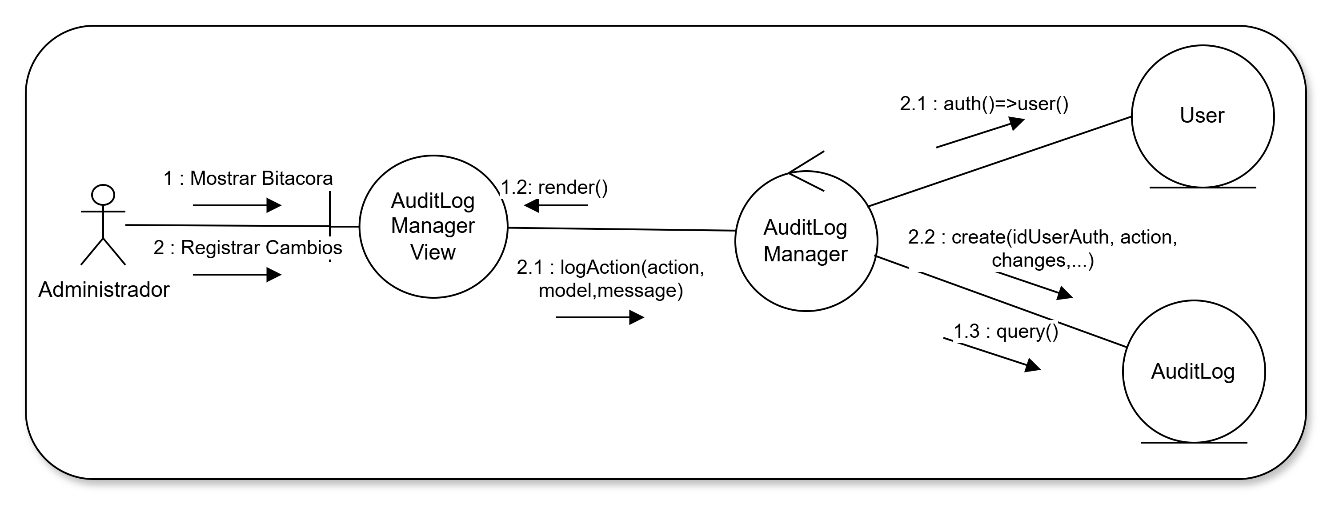 1 : Mostrar Bitacora
2 : Registrar Cambios
Administrador
AuditLog
Manager
View
1.2: render()
2.1 : logAction(action,
model,message)
AuditLog
Manager
2.1 : auth()=>user()
User
2.2 : create(idUserAuth, action,
changes,...)
1.3 : query()
AuditLog